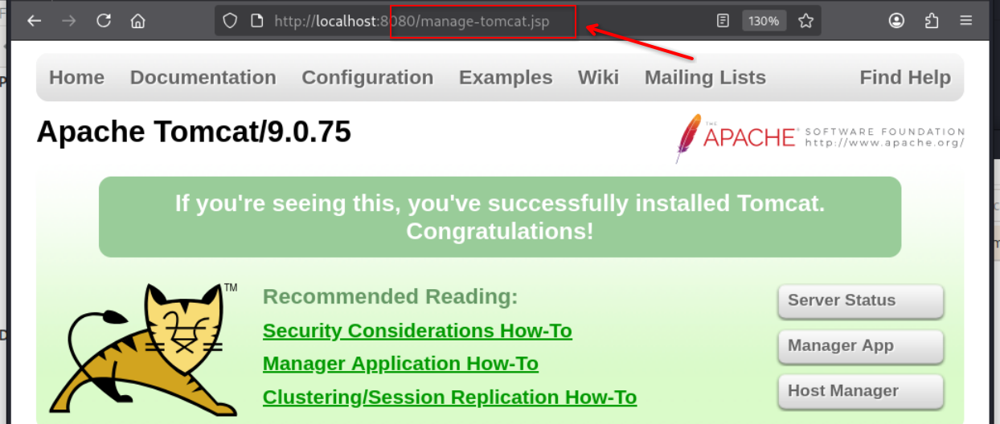 http://localhost:8080/manage-tomcat.jsp
130%
Home Documentation Configuration Examples Wiki Mailing Lists Find Help
Apache Tomcat/9.0.75
THE
APACHE® SOFTWARE FOUNDATION
http://www.apache.org/
If you're seeing this, you've successfully installed Tomcat.
Congratulations!
TM
Recommended Reading:
Security Considerations How-To
Manager Application How-To
Clustering/Session Replication How-To
Server Status
Manager App
Host Manager